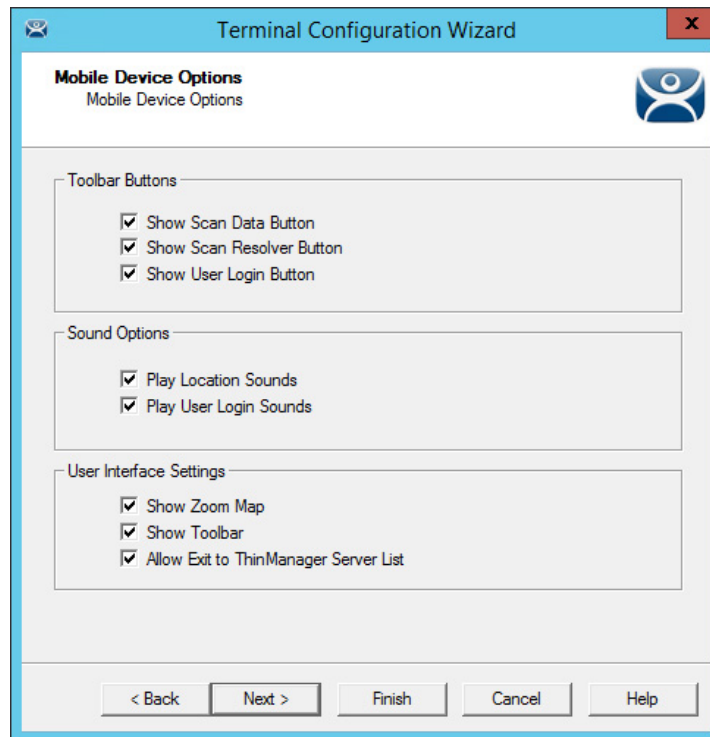 Terminal Configuration Wizard
x
Mobile Device Options
Mobile Device Options
Toolbar Buttons
Show Scan Data Button
Show Scan Resolver Button
Show User Login Button
Sound Options
Play Location Sounds
Play User Login Sounds
User Interface Settings
Show Zoom Map
Show Toolbar
Allow Exit to ThinManager Server List
< Back Next > Finish Cancel Help